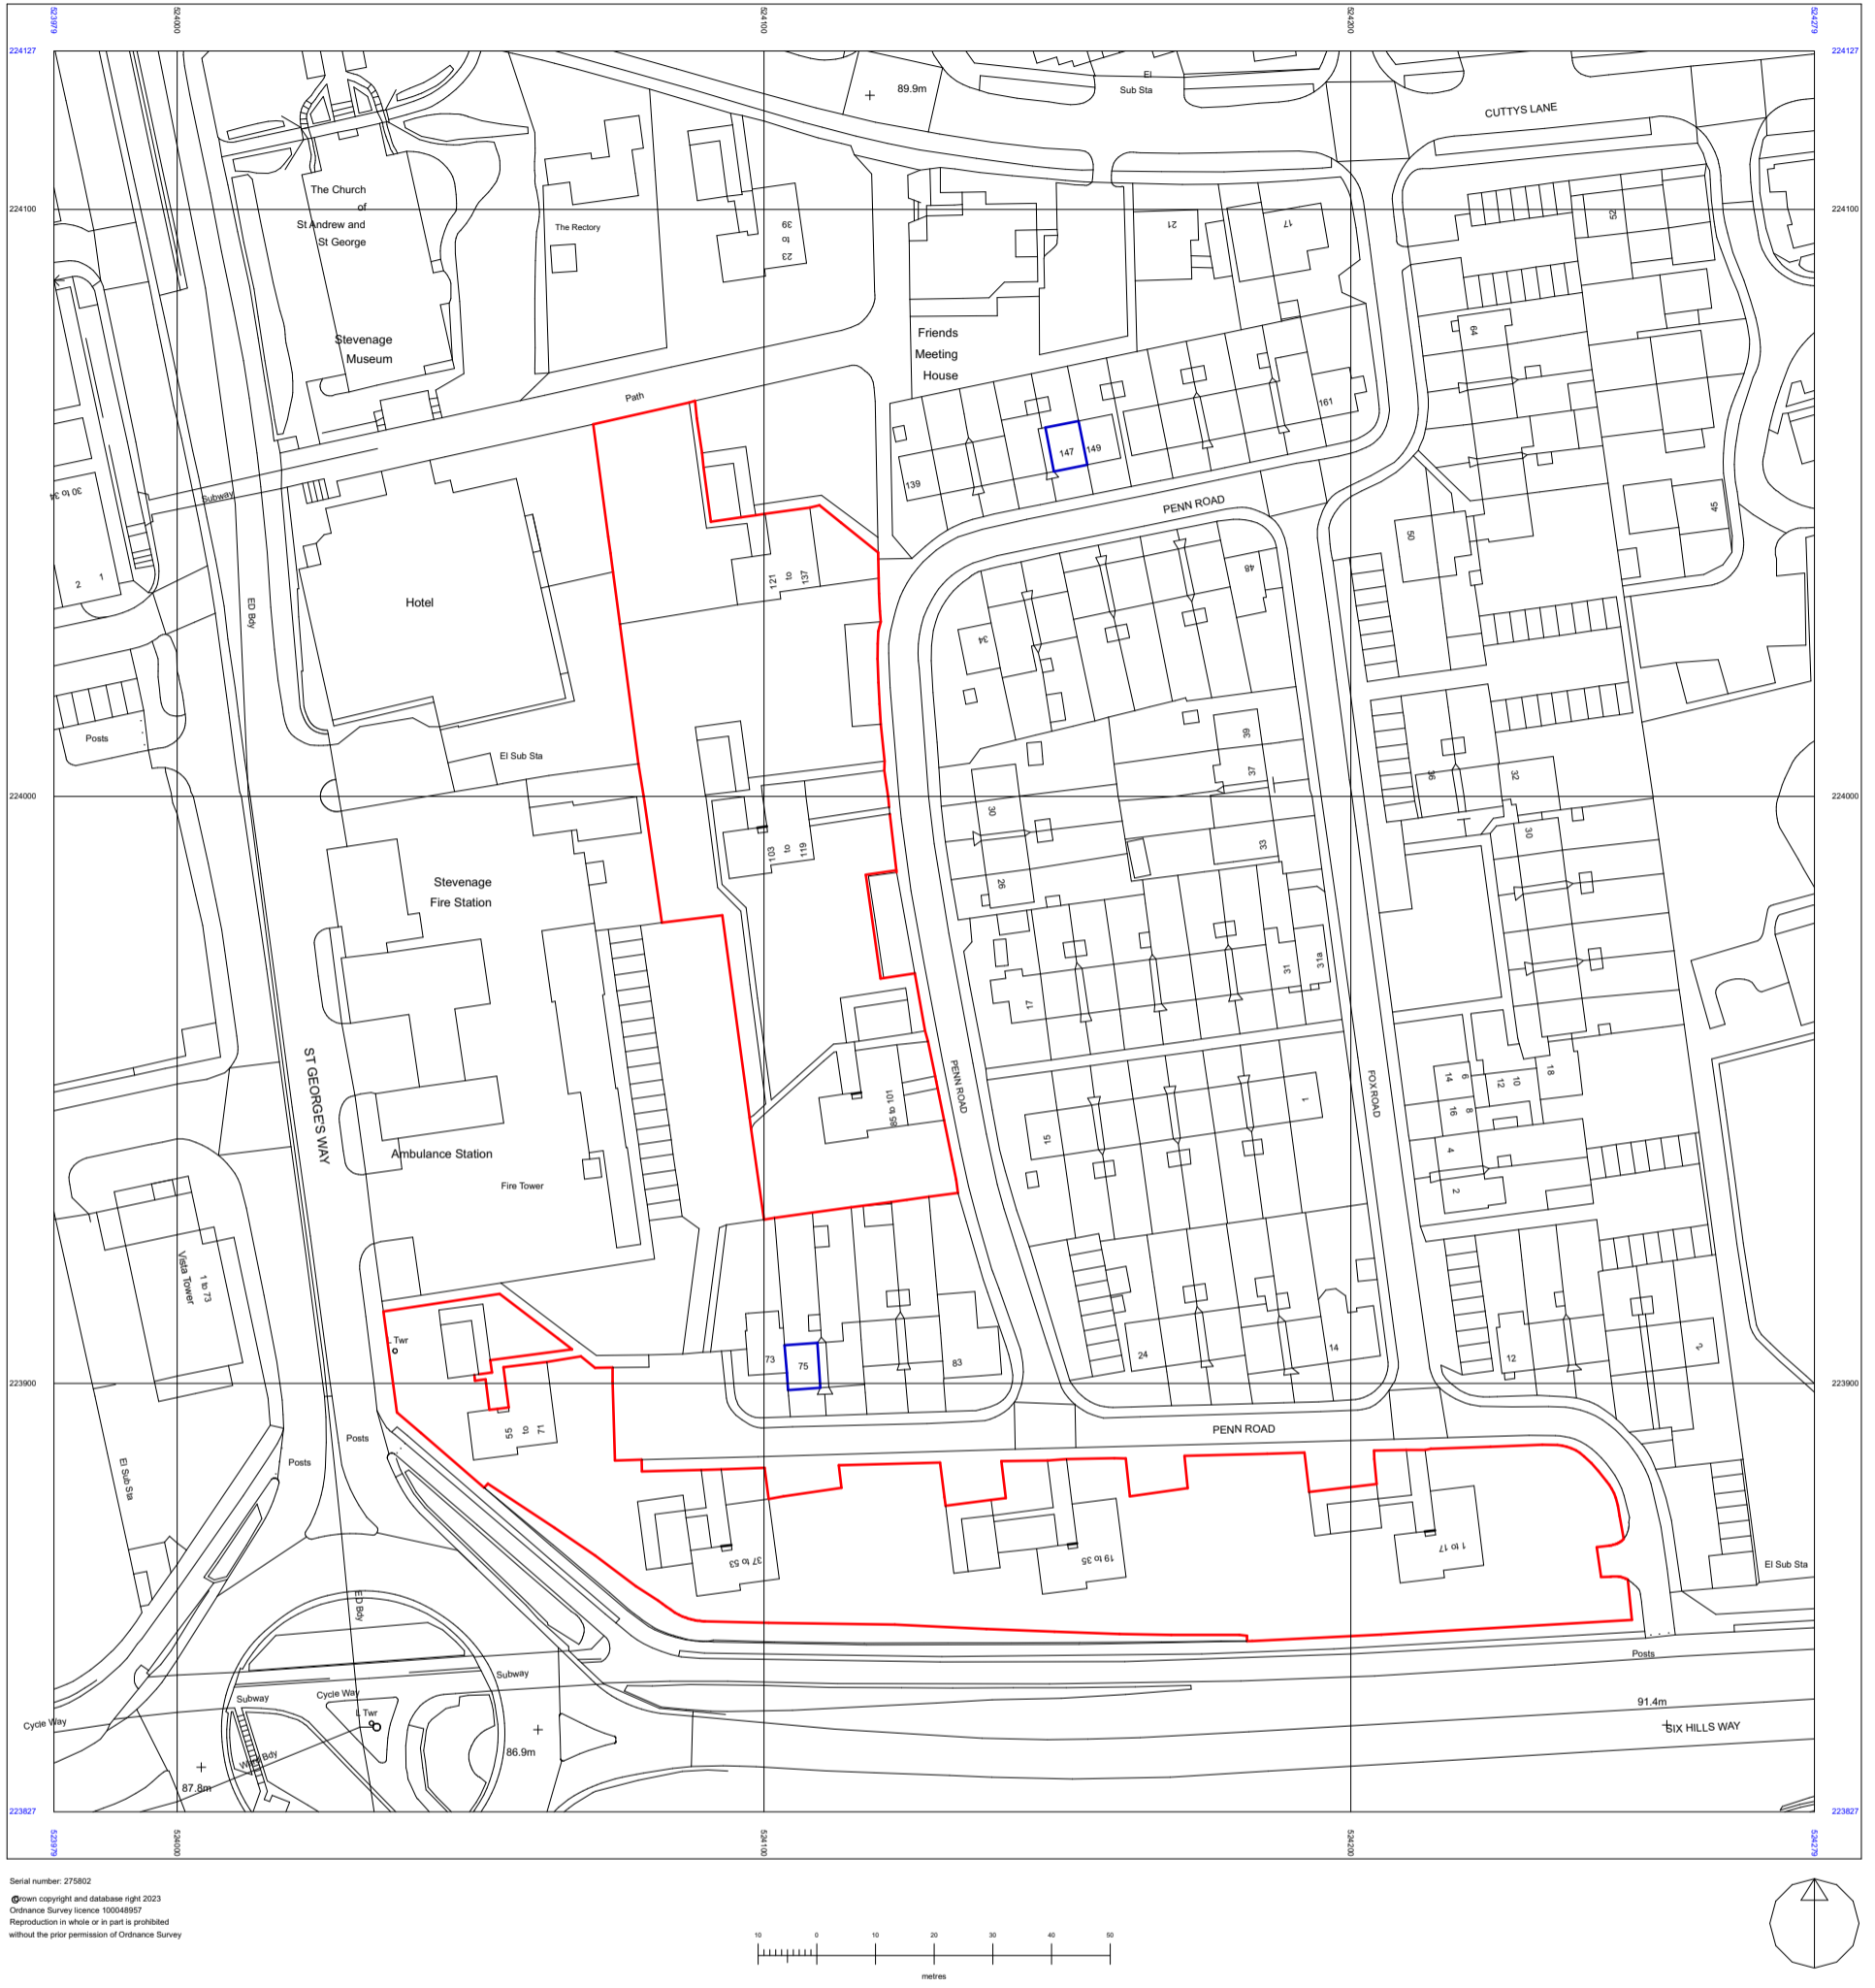 523979
524000
524100
524200
524279
224127
224127
El
Sub Sta
89.9m
CUTTYS LANE
The Church
of
St Andrew and
St George
224100
224100
The Rectory
39
to
23
21
17
52
Stevenage
Museum
Friends
Meeting
House
64
Path
161
147
149
139
30 to 34
Subway
PENN ROAD
45
50
2
1
Hotel
ED Bdy
121
to
137
48
34
Posts
El Sub Sta
39
37
36
32
224000
224000
30
30
103
to
119
33
Stevenage
Fire Station
26
31
31a
17
ST GEORGE'S WAY
PENN ROAD
FOX ROAD
85 to 101
14
6
12
10
18
16
8
1
15
4
2
Ambulance Station
Fire Tower
Vista Tower
1 to 73
L Twr
73
75
83
24
14
12
2
223900
223900
55
to
71
PENN ROAD
Posts
Posts
El Sub Sta
37 to 53
19 to 35
1 to 17
El Sub Sta
ED Bdy
Subway
Posts
Cycle Way
Subway
Cycle Way
L Twr
91.4m
SIX HILLS WAY
86.9m
Ward Bdy
87.8m
223827
223827
523979
524000
524100
524200
524279
Serial number: 275802
©Crown copyright and database right 2023
Ordnance Survey licence 100048957
Reproduction in whole or in part is prohibited
without the prior permission of Ordnance Survey
10
0
10
20
30
40
50
metres